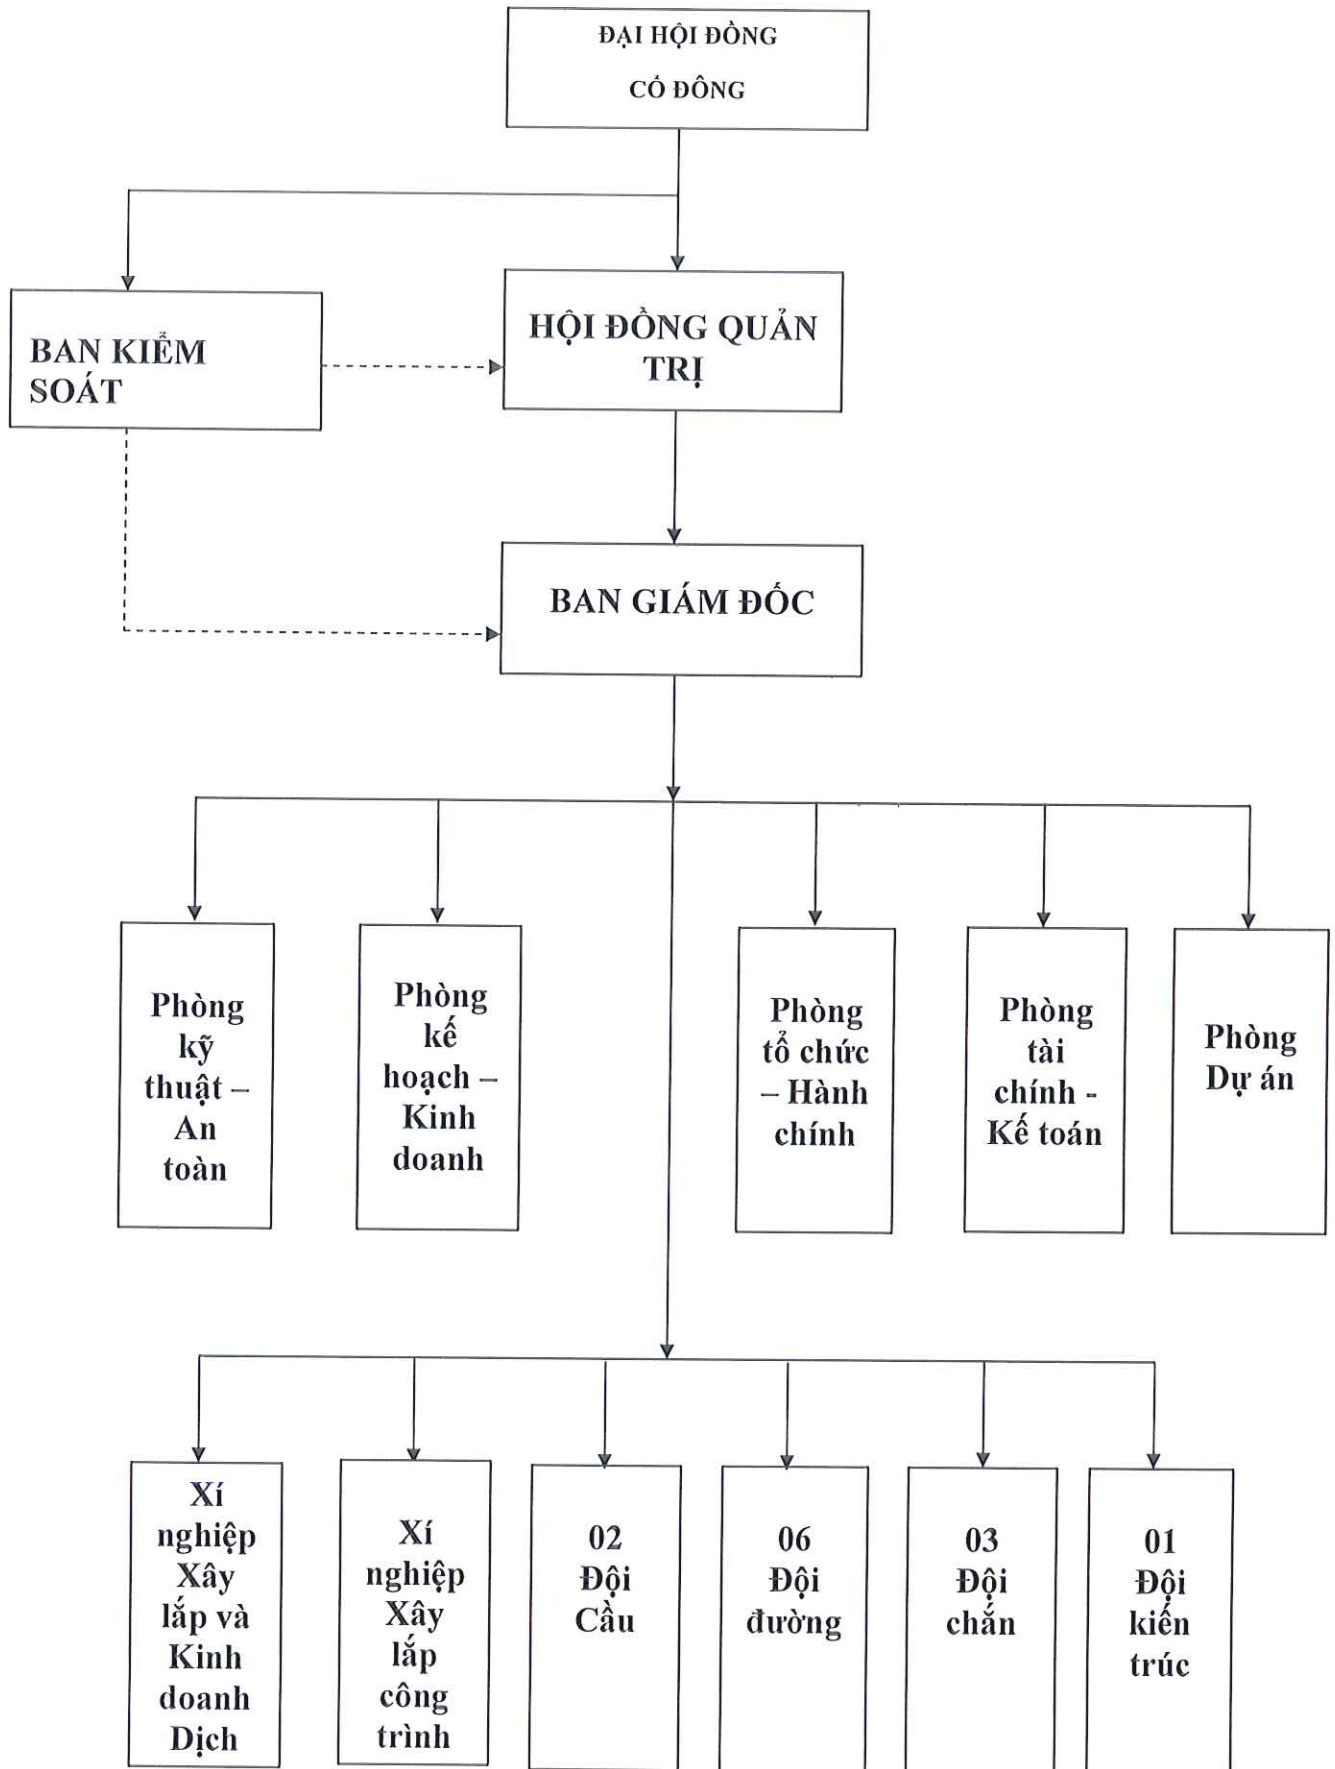 ĐẠI HỘI ĐỒNG
CỔ ĐÔNG
HỘI ĐỒNG QUẢN
TRỊ
BAN KIỂM
SOÁT
BAN GIÁM ĐỐC
Phòng
kỹ
thuật –
An
toàn
Phòng
kế
hoạch –
Kinh
doanh
Phòng
tổ chức
– Hành
chính
Phòng
tài
chính -
Kế toán
Phòng
Dự án
Xí
nghiệp
Xây
lắp và
Kinh
doanh
Dịch
Xí
nghiệp
Xây
lắp
công
trình
02
Đội
Cầu
06
Đội
đường
03
Đội
chắn
01
Đội
kiến
trúc